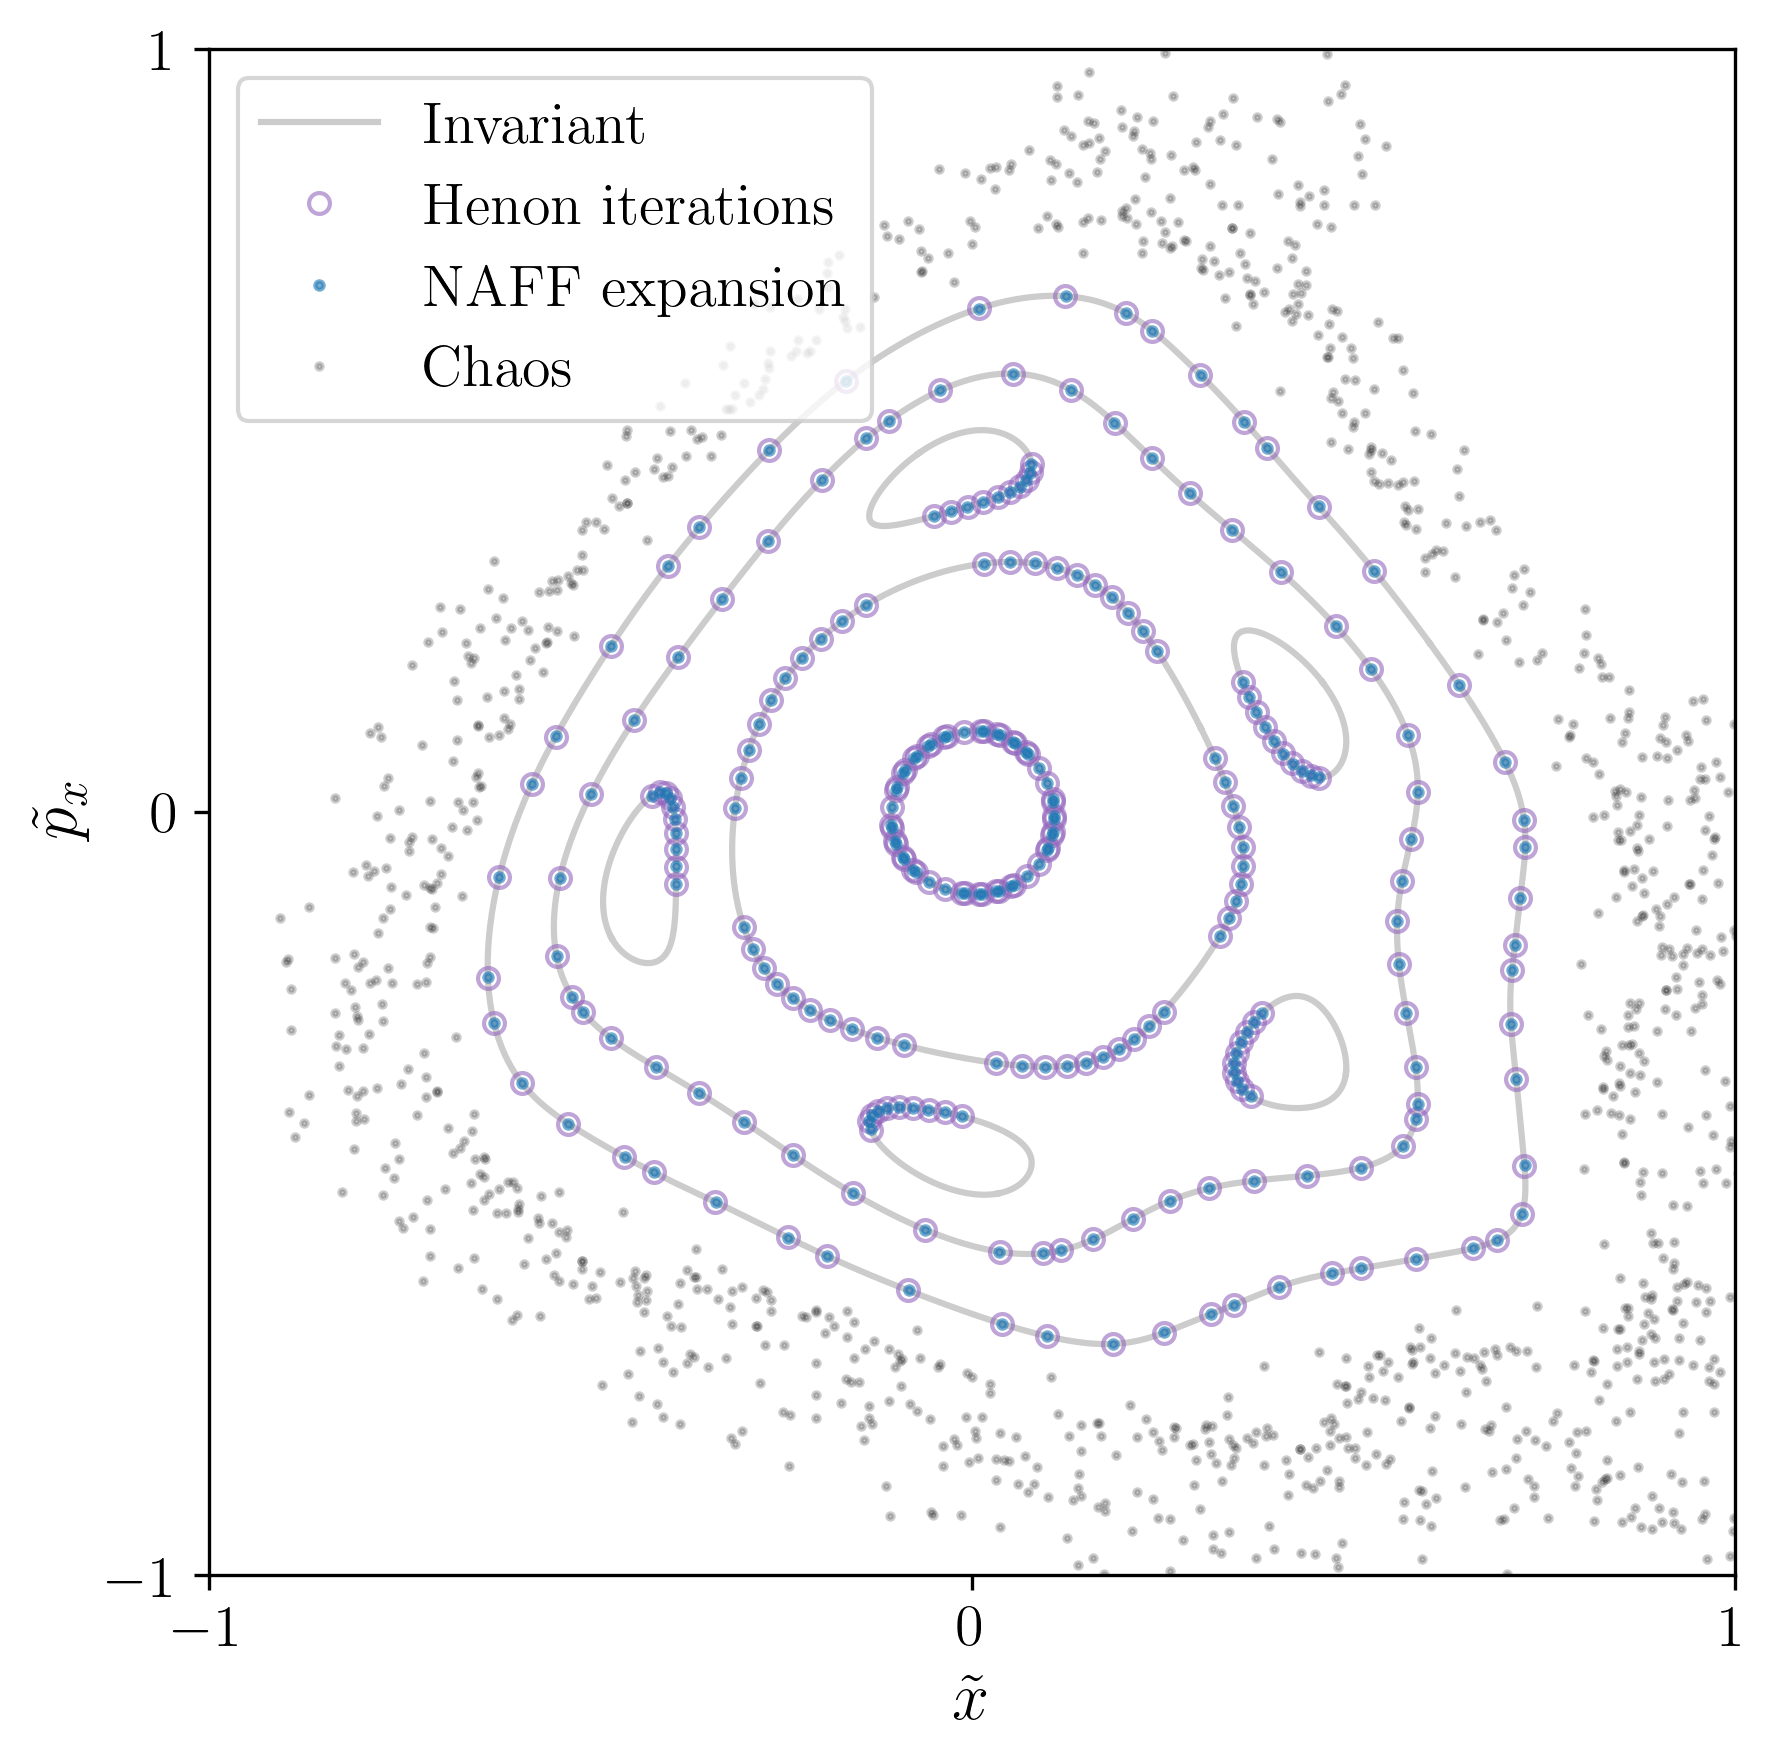 1
Invariant
Henon iterations
NAFF expansion
Chaos
p̃ₓ
0
−1
−1
0
1
x̃